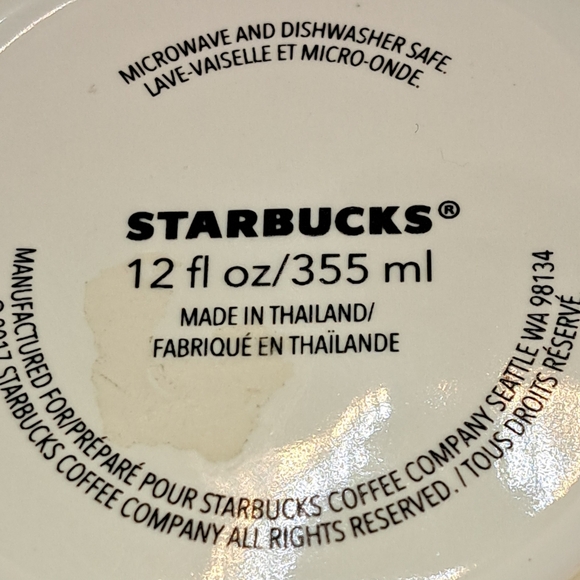 MICROWAVE AND DISHWASHER SAFE.
LAVE-VAISELLE ET MICRO-ONDE.
STARBUCKS®
12 fl oz/355 ml
MADE IN THAILAND/
FABRIQUÉ EN THAÏLANDE
MANUFACTURED FOR/PRÉPARÉ POUR STARBUCKS COFFEE COMPANY SEATTLE WA 98134
©2017 STARBUCKS COFFEE COMPANY ALL RIGHTS RESERVED. / TOUS DROITS RÉSERVÉ